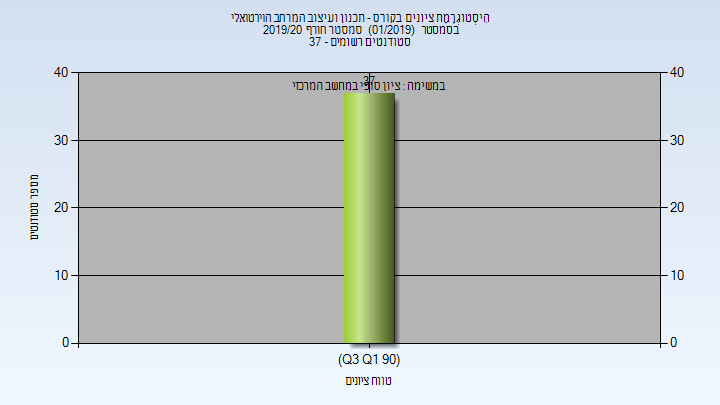 הִיסְטוֹגְרָמַת ציונים בקורס - תכנון ועיצוב המרחב הוירטואלי
בסמסטר (01/2019) סמסטר חורף 2019/20
סטודנטים רשומים - 37
37
במשימה : ציון סופי במחשב המרכזי
40 40
30 30
20 20
10 10
0 0
מספר סטודנטים
(Q3 Q1 90)
טווח ציונים